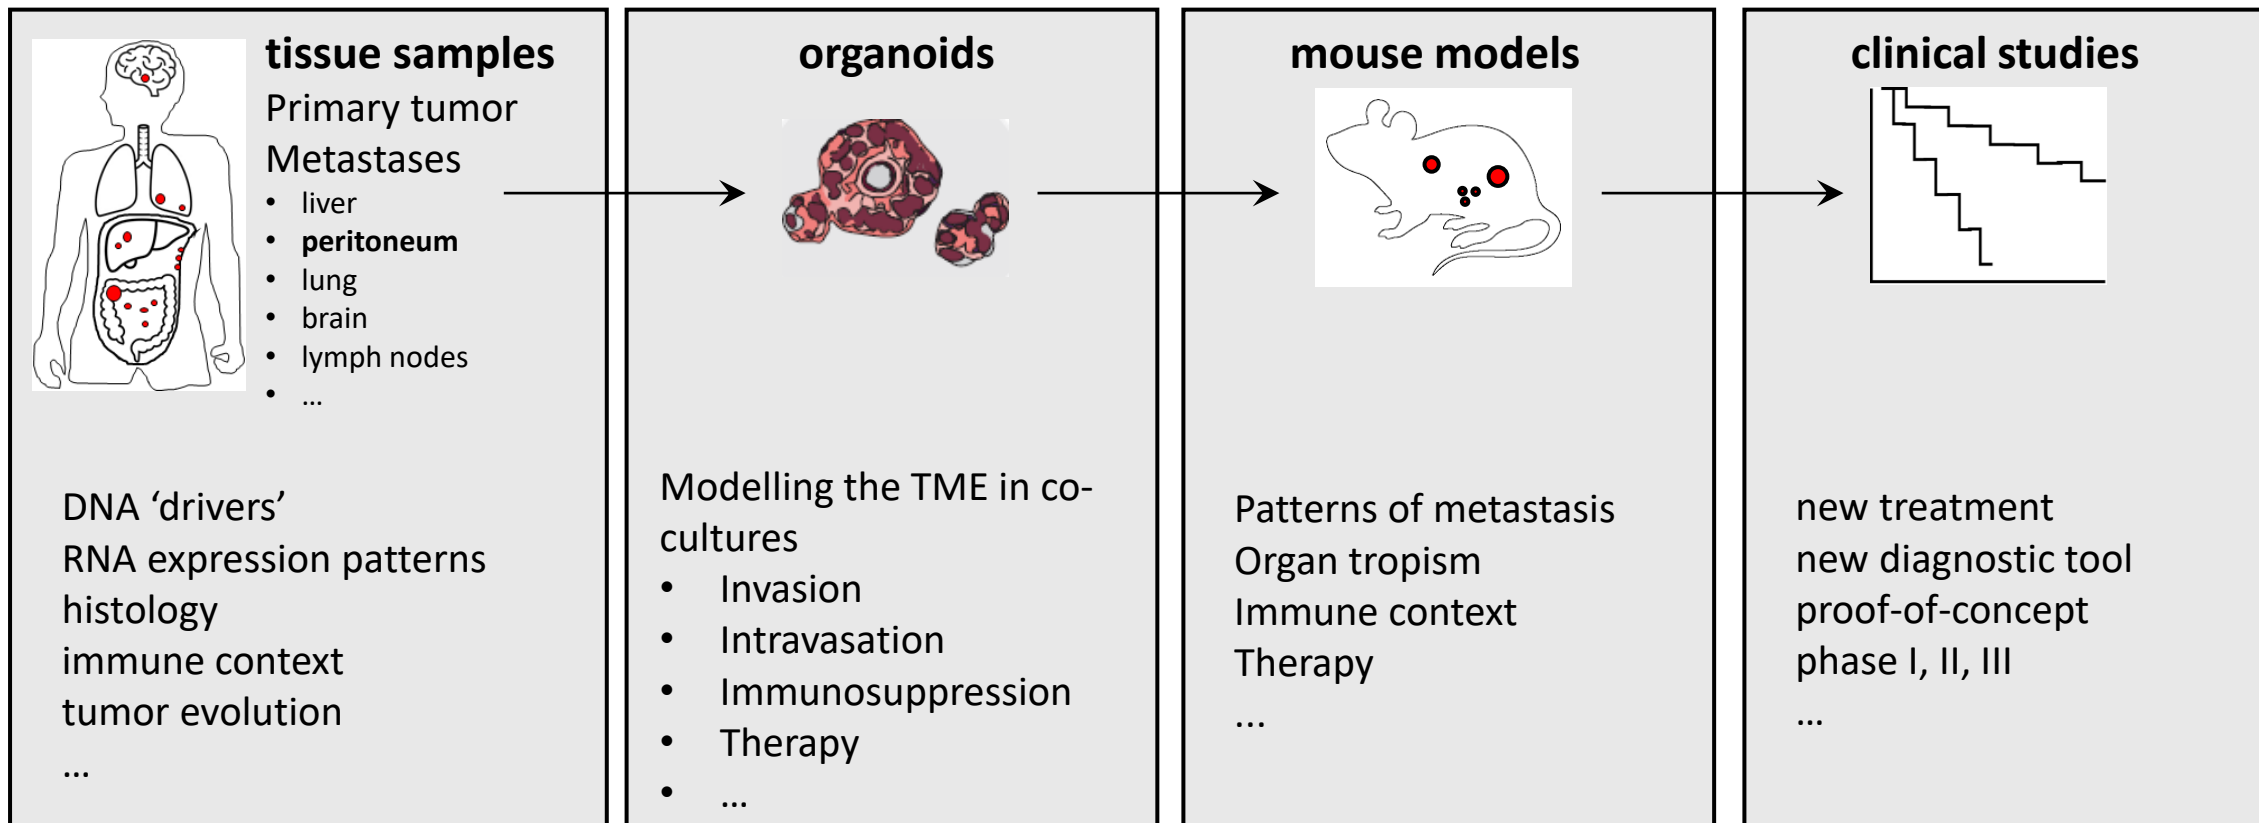 tissue samples
Primary tumor
Metastases
• liver
• peritoneum
• lung
• brain
• lymph nodes
• ...
DNA ‘drivers’
RNA expression patterns
histology
immune context
tumor evolution
...
organoids
Modelling the TME in co-
cultures
• Invasion
• Intravasation
• Immunosuppression
• Therapy
• ...
mouse models
Patterns of metastasis
Organ tropism
Immune context
Therapy
...
clinical studies
new treatment
new diagnostic tool
proof-of-concept
phase I, II, III
...